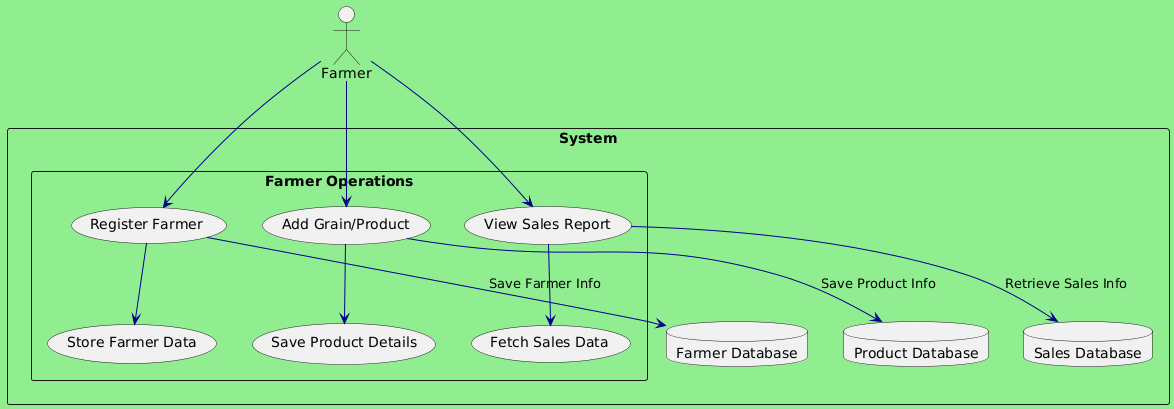 Farmer
System
Farmer Operations
Register Farmer
Add Grain/Product
View Sales Report
Save Farmer Info
Save Product Info
Retrieve Sales Info
Store Farmer Data
Save Product Details
Fetch Sales Data
Farmer Database
Product Database
Sales Database